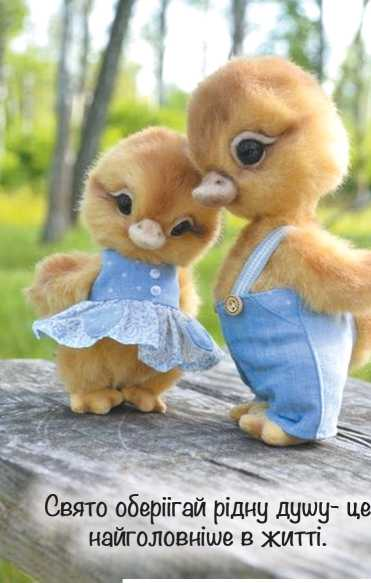 Свято оберіігай рідну душу- це
найголовніше в житті.